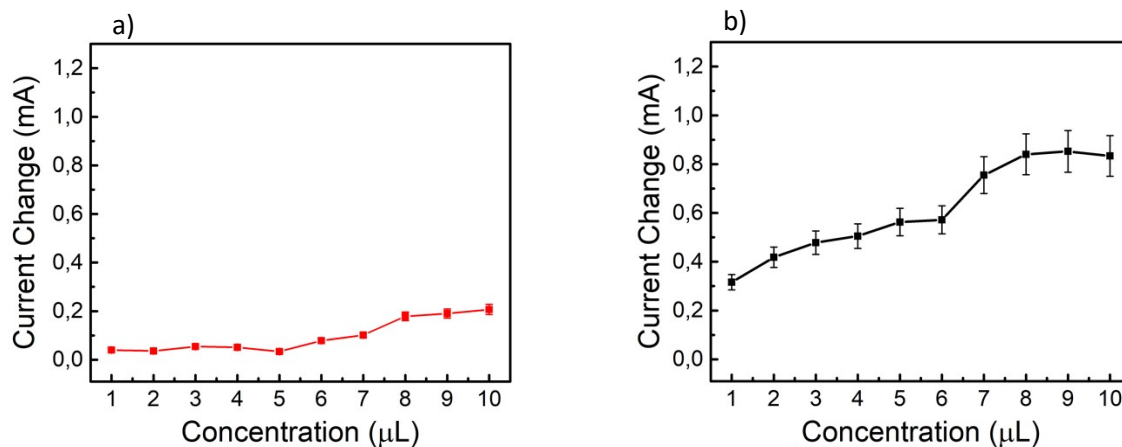 a)
Current Change (mA)
1,2
1,0
0,8
0,6
0,4
0,2
0,0
1 2 3 4 5 6 7 8 9 10
Concentration (μL)
b)
Current Change (mA)
1,2
1,0
0,8
0,6
0,4
0,2
0,0
1 2 3 4 5 6 7 8 9 10
Concentration (μL)